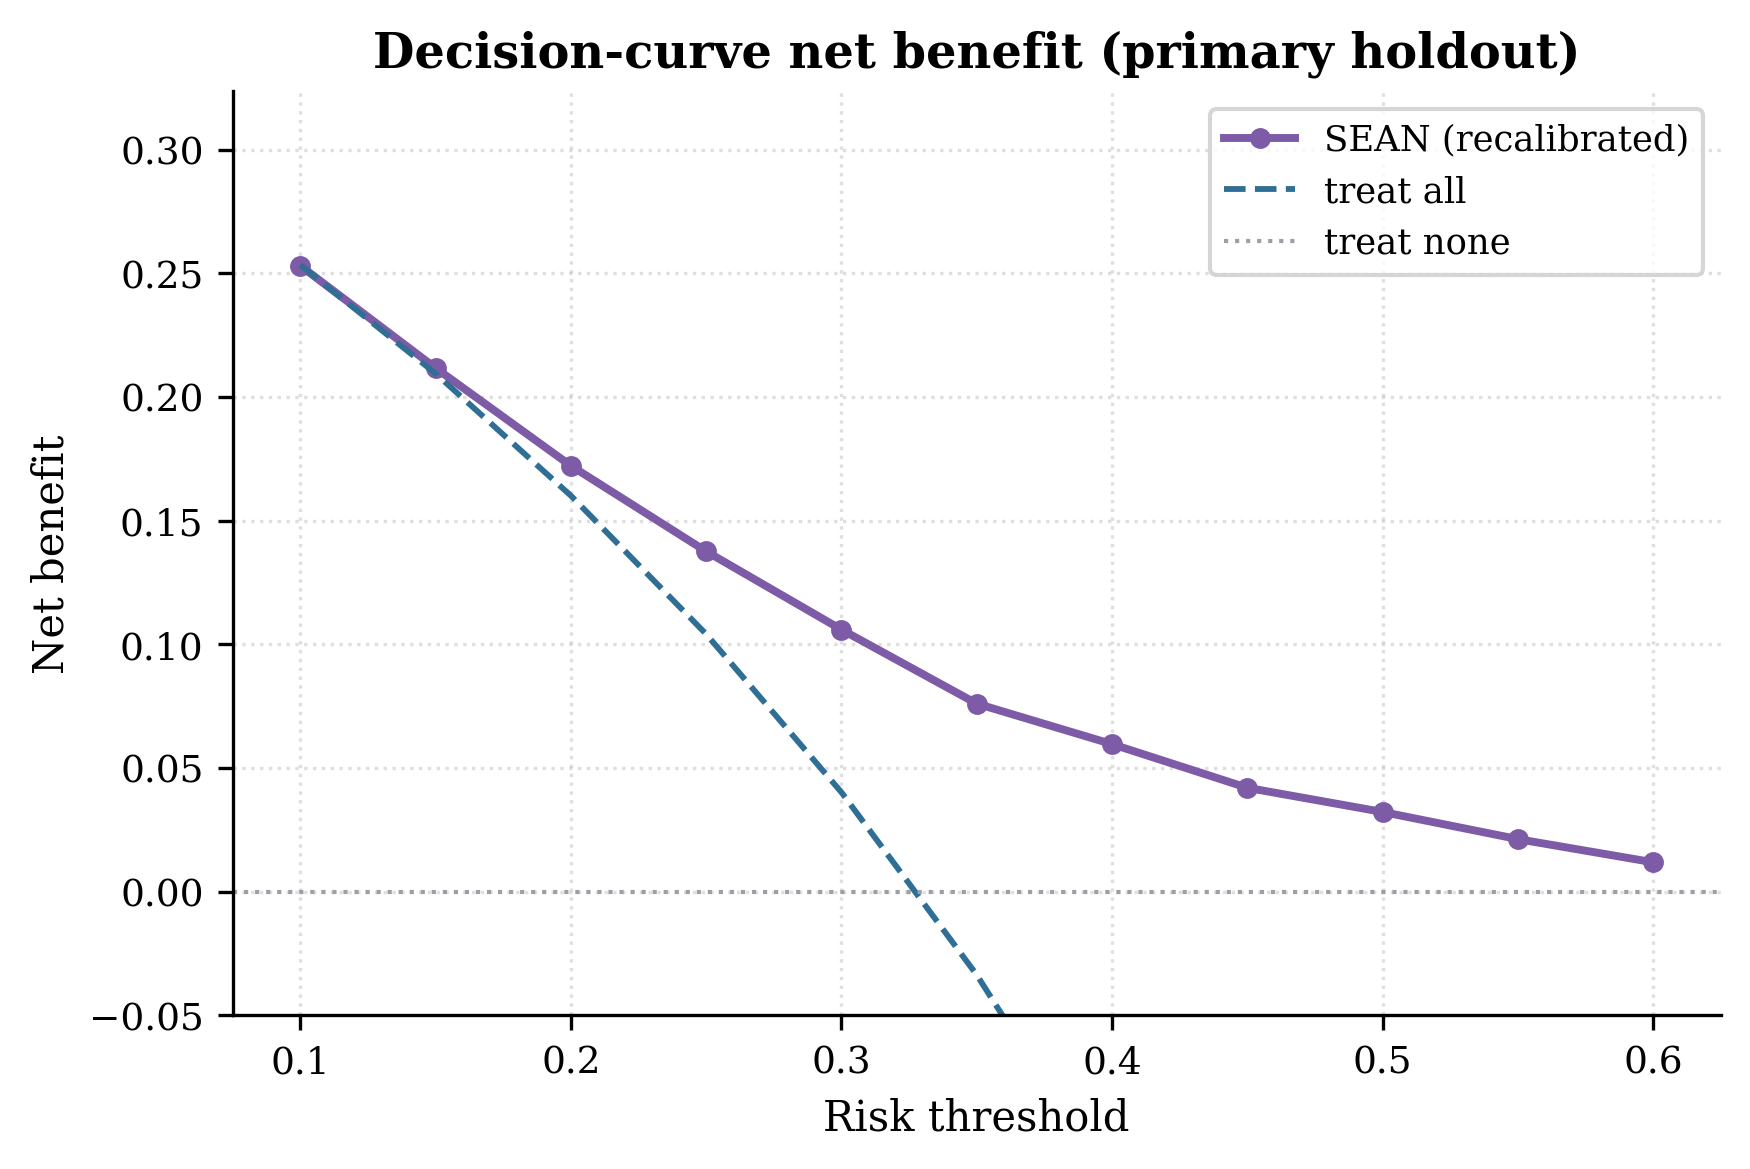 Decision-curve net benefit (primary holdout)
SEAN (recalibrated)
treat all
treat none
Net benefit
0.30
0.25
0.20
0.15
0.10
0.05
0.00
−0.05
0.1
0.2
0.3
0.4
0.5
0.6
Risk threshold